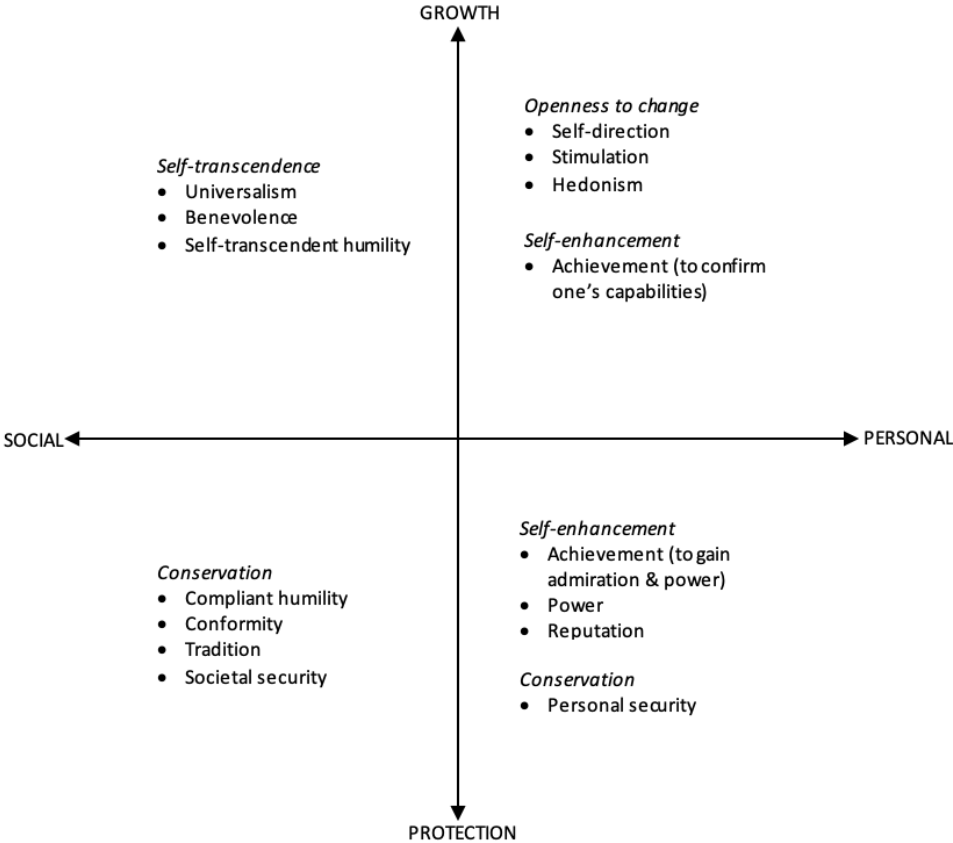 GROWTH
Openness to change
• Self-direction
• Stimulation
• Hedonism
Self-enhancement
• Achievement (to confirm
one’s capabilities)
Self-transcendence
• Universalism
• Benevolence
• Self-transcendent humility
SOCIAL
PERSONAL
Conservation
• Compliant humility
• Conformity
• Tradition
• Societal security
Self-enhancement
• Achievement (to gain
admiration & power)
• Power
• Reputation
Conservation
• Personal security
PROTECTION